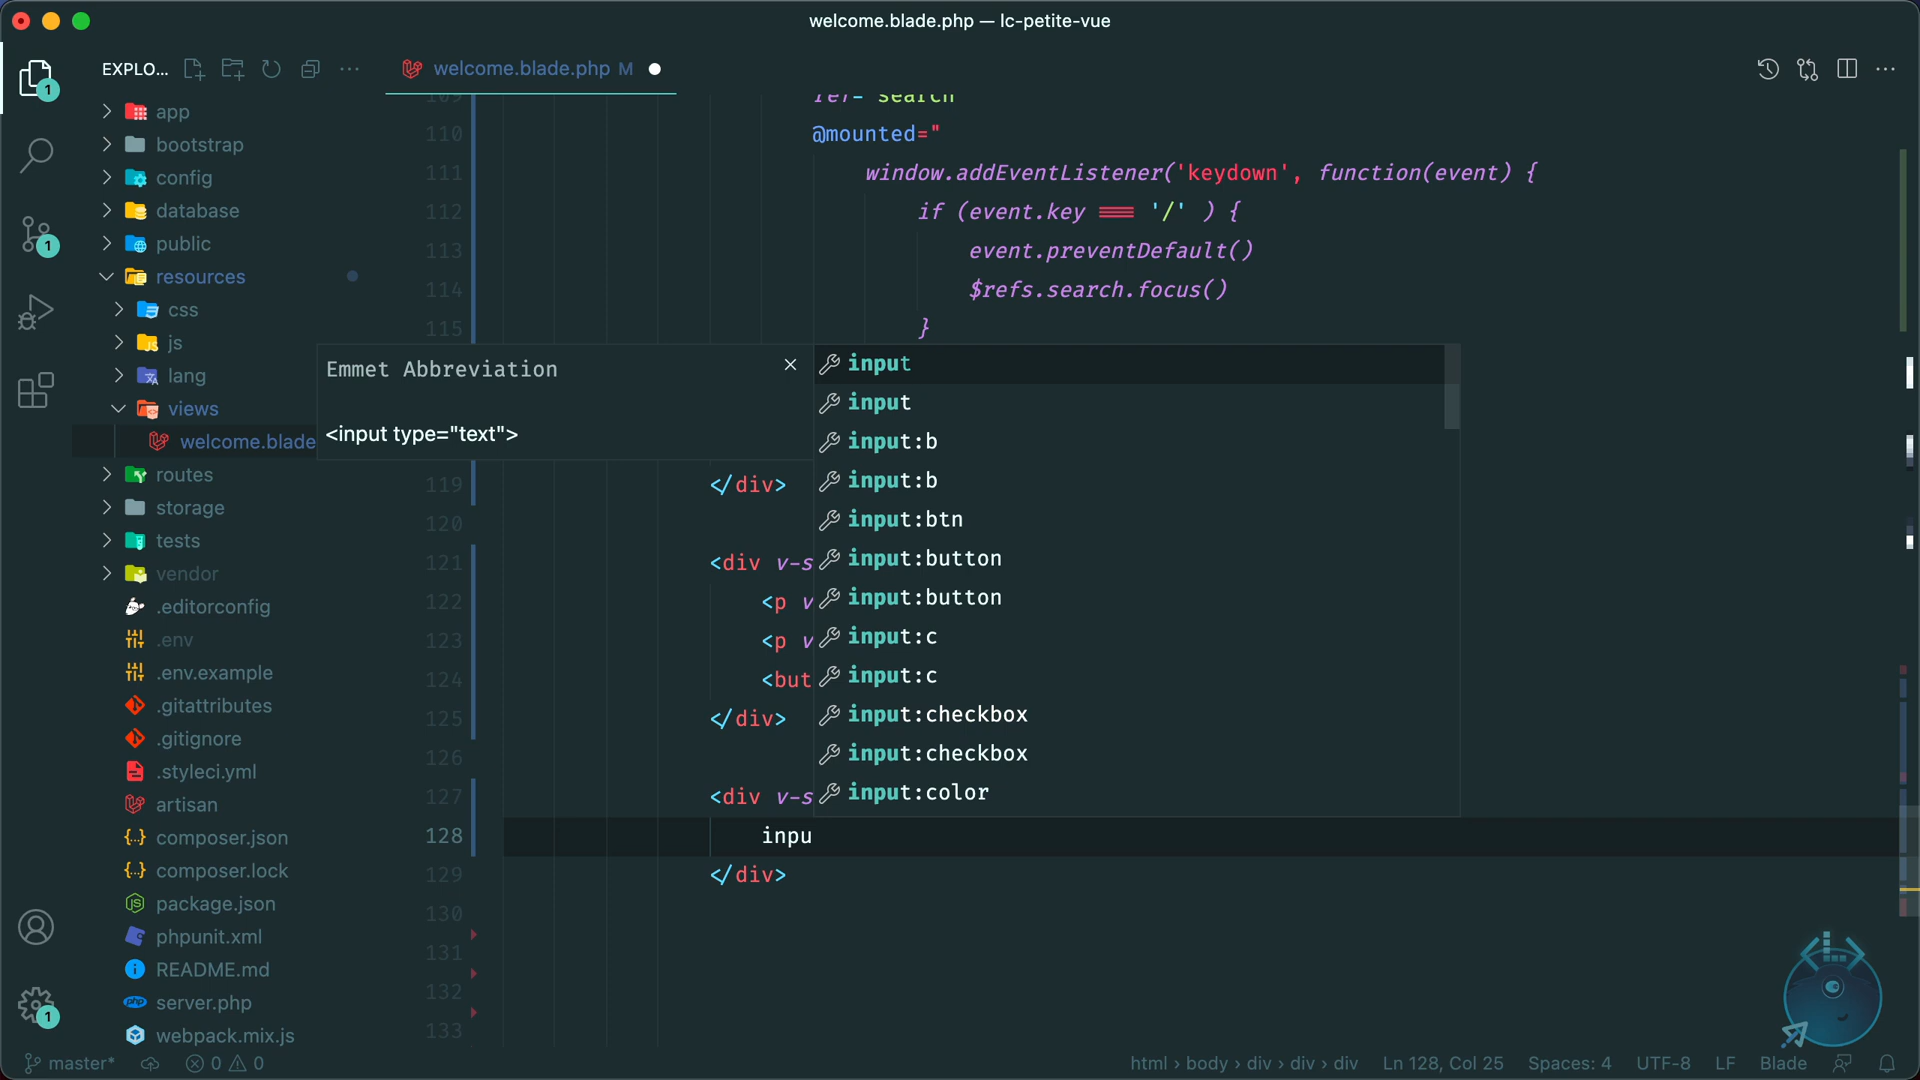 welcome.blade.php — lc-petite-vue
EXPLO...
welcome.blade.php M
app
bootstrap
config
database
public
resources
css
js
lang
views
welcome.blade
routes
storage
tests
vendor
.editorconfig
.env
.env.example
.gitattributes
.gitignore
.styleci.yml
artisan
composer.json
composer.lock
package.json
phpunit.xml
README.md
server.php
webpack.mix.js
1
1
1
109 ref= search
110 @mounted="
111 window.addEventListener('keydown', function(event) {
112 if (event.key === '/' ) {
113 event.preventDefault()
114 $refs.search.focus()
115 }
Emmet Abbreviation
<input type="text">
input
input
input:b
input:b
input:btn
input:button
input:button
input:c
input:c
input:checkbox
input:checkbox
input:color
119 </div>
120
121 <div v-s
122 <p v
123 <p v
124 <but
125 </div>
126
127 <div v-s
128 inpu
129 </div>
130
131
132
133
master* 0 0
html › body › div › div › div Ln 128, Col 25 Spaces: 4 UTF-8 LF Blade